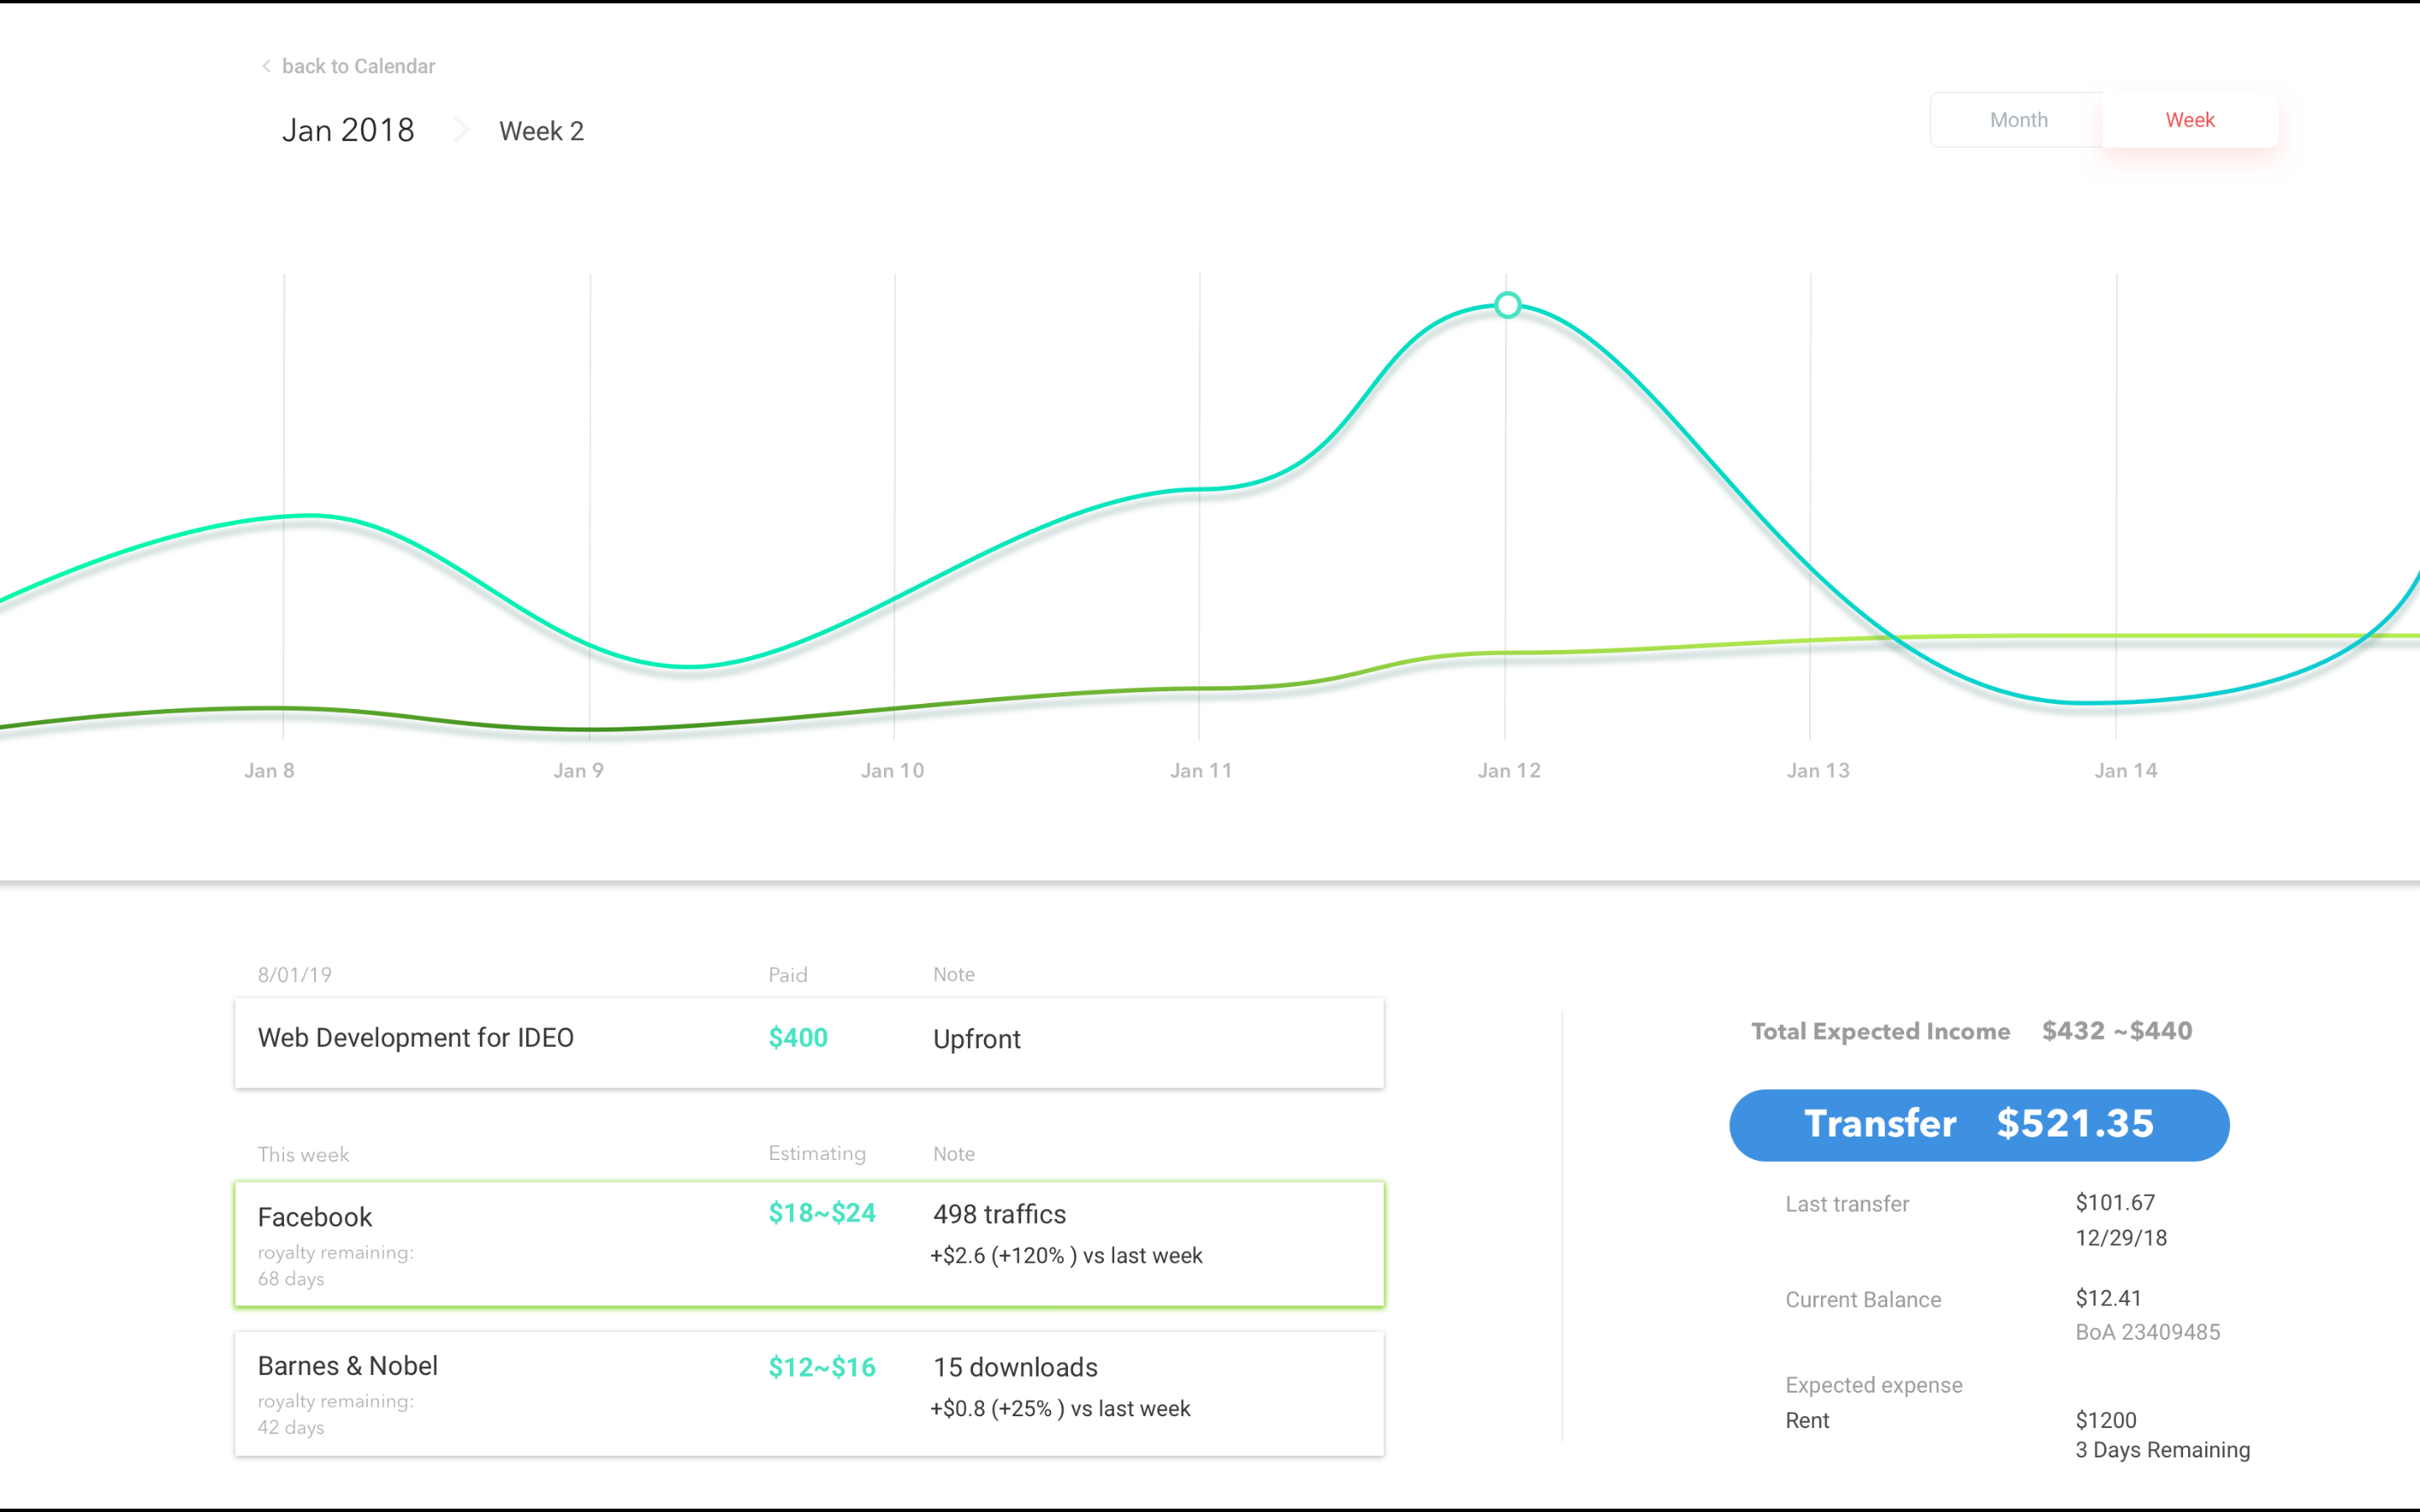 back to Calendar
Jan 2018 Week 2
Month Week
Jan 8 Jan 9 Jan 10 Jan 11 Jan 12 Jan 13 Jan 14
8/01/19 Paid Note
Web Development for IDEO $400 Upfront
This week Estimating Note
Facebook $18~$24 498 traffics
royalty remaining: +$2.6 (+120% ) vs last week
68 days
Barnes & Nobel $12~$16 15 downloads
royalty remaining: +$0.8 (+25% ) vs last week
42 days
Total Expected Income $432 ~$440
Transfer $521.35
Last transfer $101.67
12/29/18
Current Balance $12.41
BoA 23409485
Expected expense
Rent $1200
3 Days Remaining